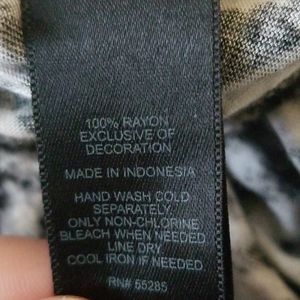 100% RAYON
EXCLUSIVE OF
DECORATION
MADE IN INDONESIA
HAND WASH COLD
SEPARATELY.
ONLY NON-CHLORINE
BLEACH WHEN NEEDED
LINE DRY.
COOL IRON IF NEEDED
RN# 55285